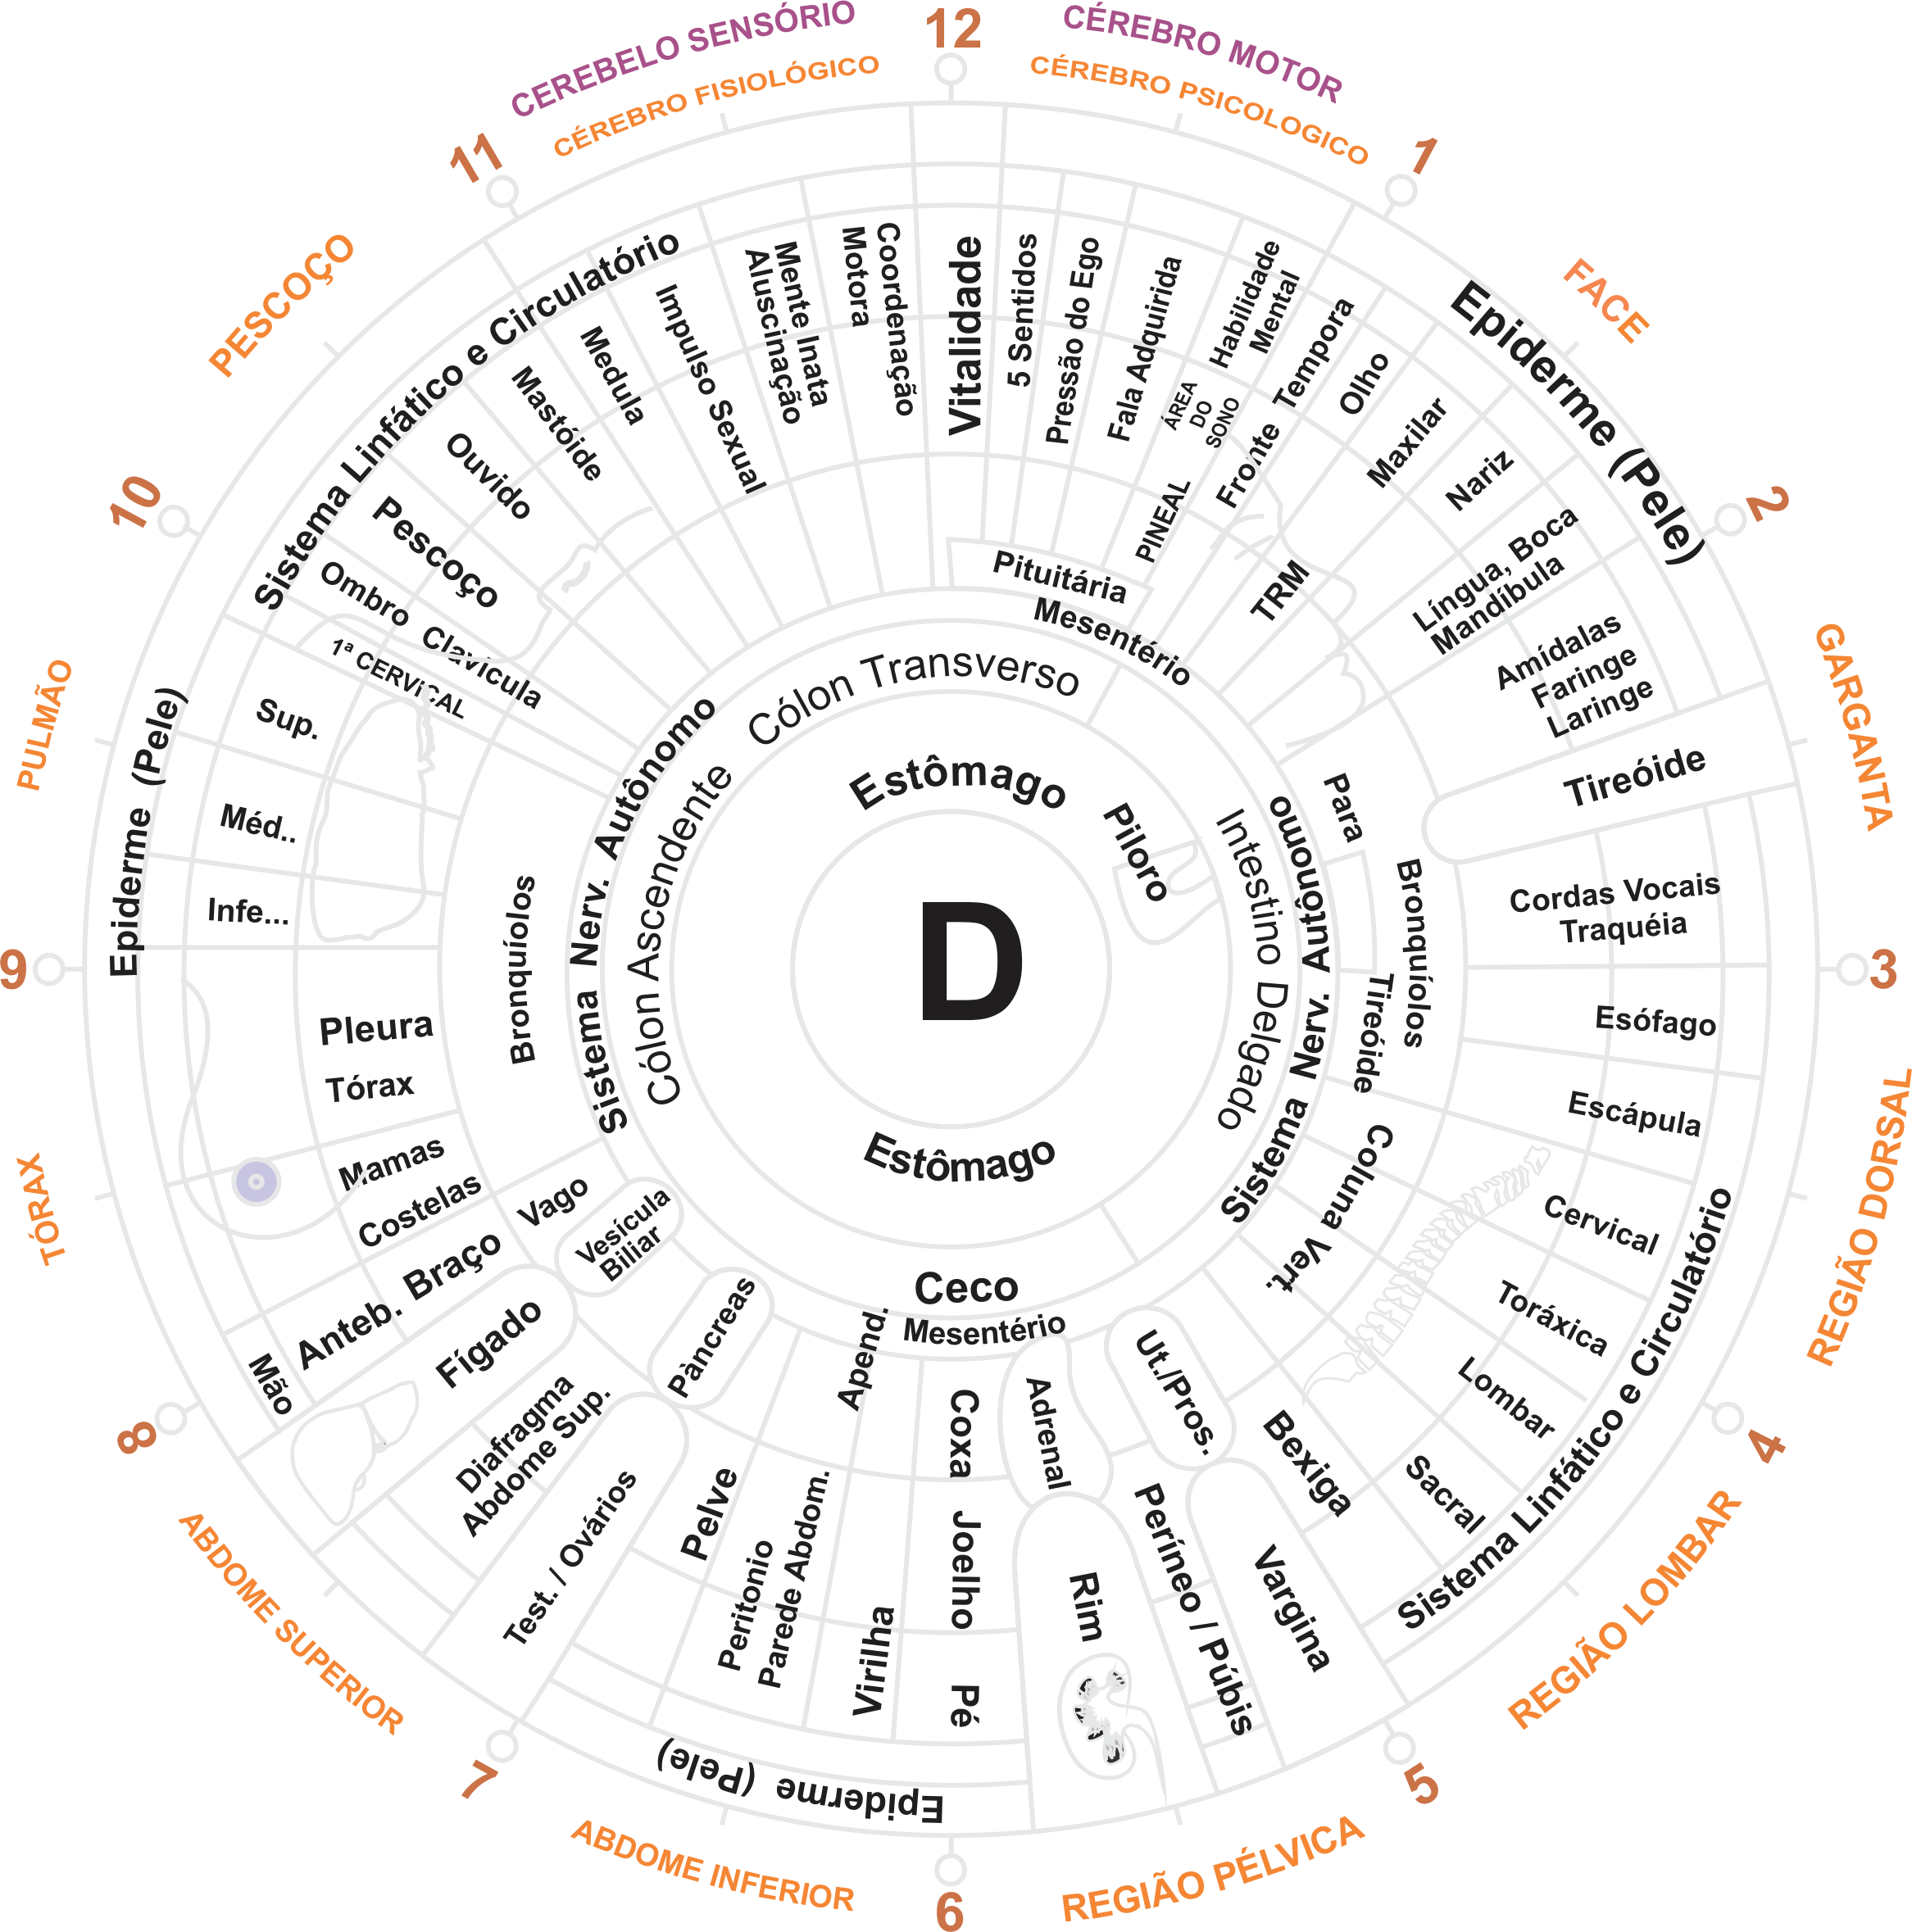 12
CÉREBRO MOTOR
CÉREBRO PSICOLOGICO
1
FACE
2
GARGANTA
3
REGIÃO DORSAL
4
REGIÃO LOMBAR
5
REGIÃO PÉLVICA
6
ABDOME INFERIOR
7
ABDOME SUPERIOR
8
TÓRAX
9
PULMÃO
10
PESCOÇO
11
CEREBELO SENSÓRIO
CÉREBRO FISIOLÓGICO
Vitalidade
5 Sentidos
Pressão do Ego
Fala Adquirida
Habilidade
Mental
ÁREA
DO
SONO
PINEAL
Fronte Tempora
Olho
Maxilar
Nariz
TRM
Língua, Boca
Mandíbula
Amídalas
Faringe
Laringe
Epiderme (Pele)
Tireóide
Para
Tireóide
Bronquíolos
Cordas Vocais
Traquéia
Esófago
Escápula
Cervical
Toráxica
Lombar
Sacral
Coluna Vert.
Sistema Linfático e Circulatório
Bexiga
Vargina
Ut./Pros.
Períneo / Púbis
Adrenal
Rim
Coxa
Joelho
Pé
Apend.
Virilha
Peritonio
Parede Abdom.
Pelve
Epiderme (Pele)
Test. / Ovários
Pàncreas
Diafragma
Abdome Sup.
Fígado
Vesícula
Biliar
Vago
Anteb. Braço
Mão
Costelas
Mamas
Tórax
Pleura
Bronquíolos
Infe...
Méd..
Sup.
Epiderme (Pele)
1ª CERViCAL
Ombro Clavícula
Pescoço
Ouvido
Mastóide
Medula
Impulso Sexual
Sistema Linfático e Circulatório
Mente Inata
Aluscinação
Coordenação
Motora
Pituitária
Mesentério
Sistema Nerv. Autônomo
Sistema Nerv. Autônomo
Cólon Transverso
Cólon Ascendente
Intestino Delgado
Estômago
Piloro
D
Estômago
Ceco
Mesentério